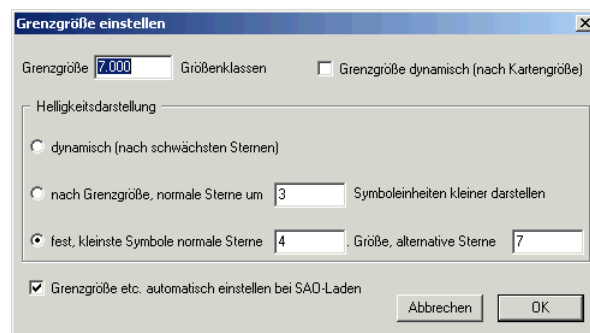 Grenzgröße einstellen
Grenzgröße 7.000 Größenklassen Grenzgröße dynamisch (nach Kartengröße)
Helligkeitsdarstellung
dynamisch (nach schwächsten Sternen)
nach Grenzgröße, normale Sterne um 3 Symboleinheiten kleiner darstellen
fest, kleinste Symbole normale Sterne 4 . Größe, alternative Sterne 7
Grenzgröße etc. automatisch einstellen bei SAO-Laden
Abbrechen OK